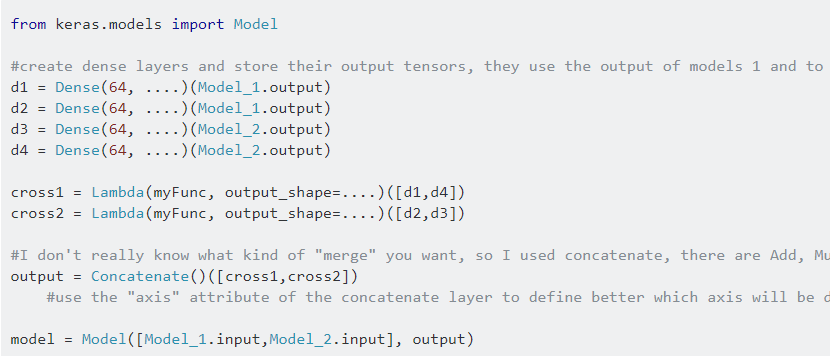 from keras.models import Model
#create dense layers and store their output tensors, they use the output of models 1 and to
d1 = Dense(64, ....)(Model_1.output)
d2 = Dense(64, ....)(Model_1.output)
d3 = Dense(64, ....)(Model_2.output)
d4 = Dense(64, ....)(Model_2.output)
cross1 = Lambda(myFunc, output_shape=....)([d1,d4])
cross2 = Lambda(myFunc, output_shape=....)([d2,d3])
#I don't really know what kind of "merge" you want, so I used concatenate, there are Add, Mu
output = Concatenate()([cross1,cross2])
#use the "axis" attribute of the concatenate layer to define better which axis will be d
model = Model([Model_1.input,Model_2.input], output)